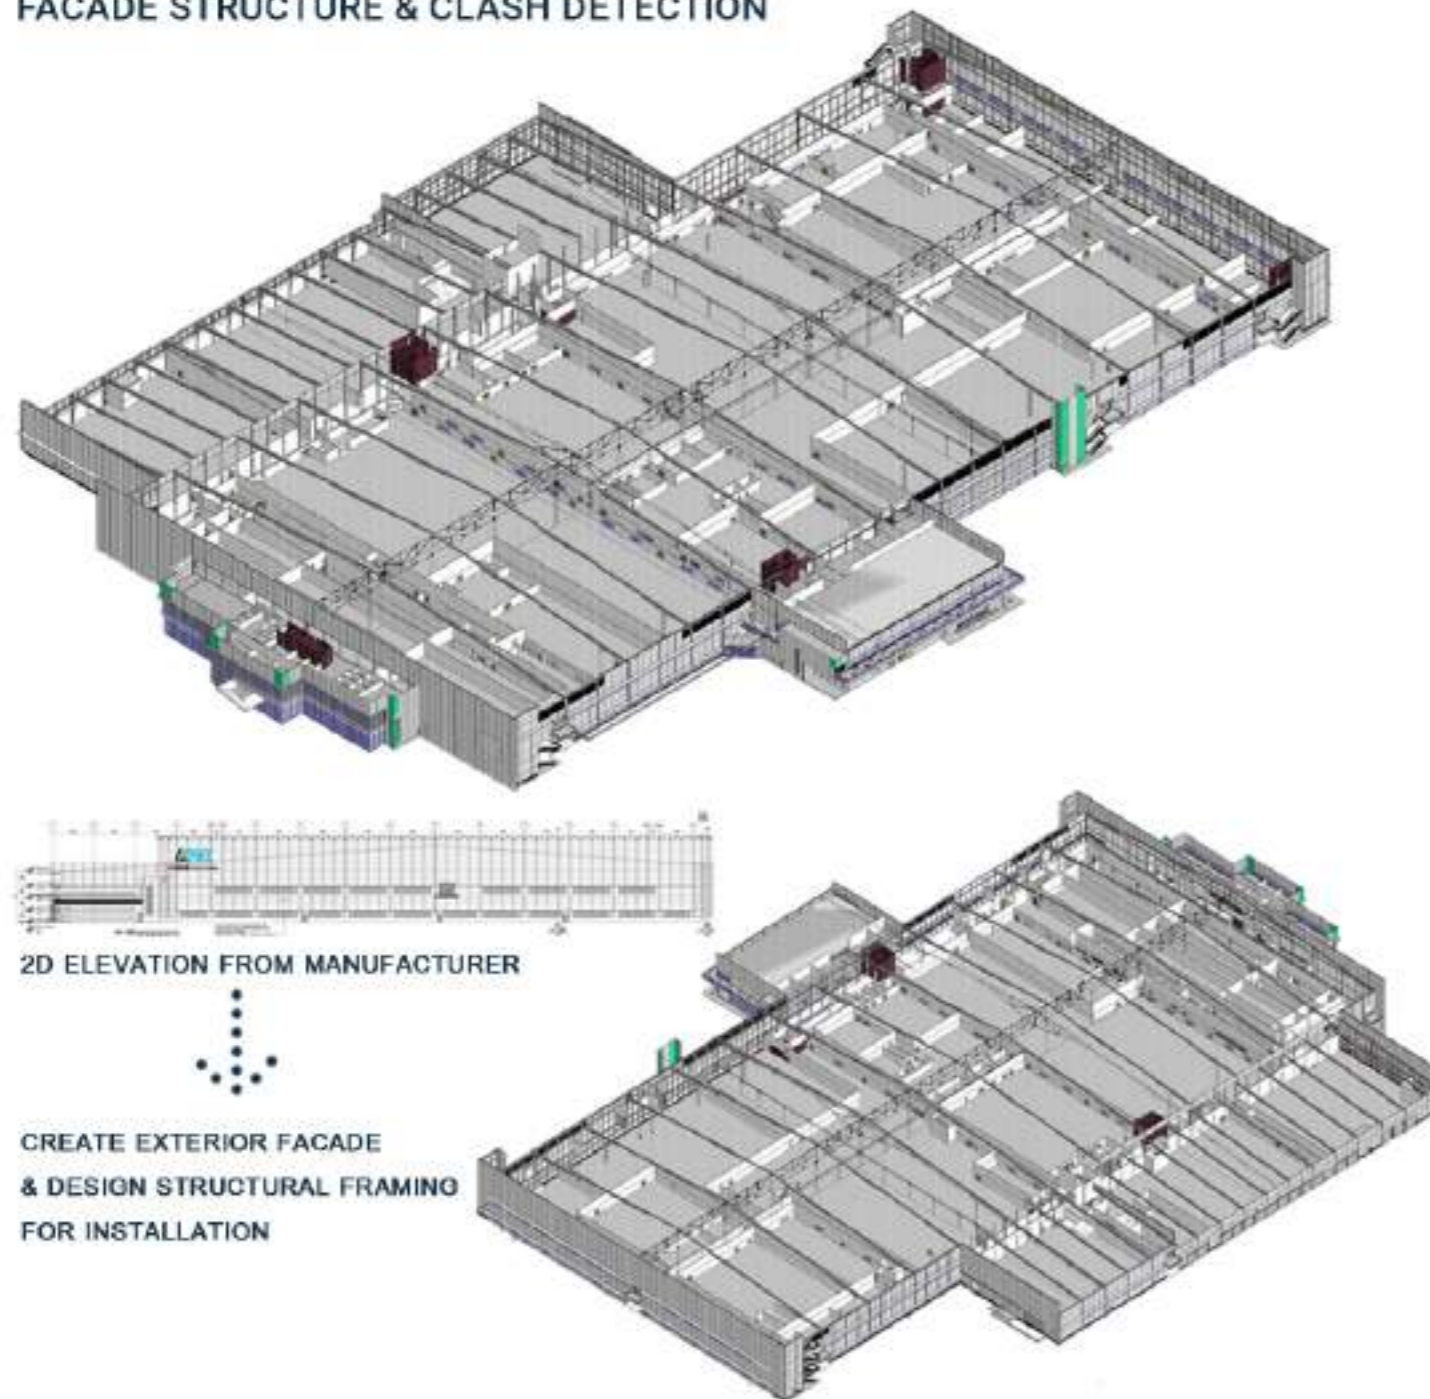 FACADE STRUCTURE & CLASH DETECTION
2D ELEVATION FROM MANUFACTURER
CREATE EXTERIOR FACADE
& DESIGN STRUCTURAL FRAMING
FOR INSTALLATION